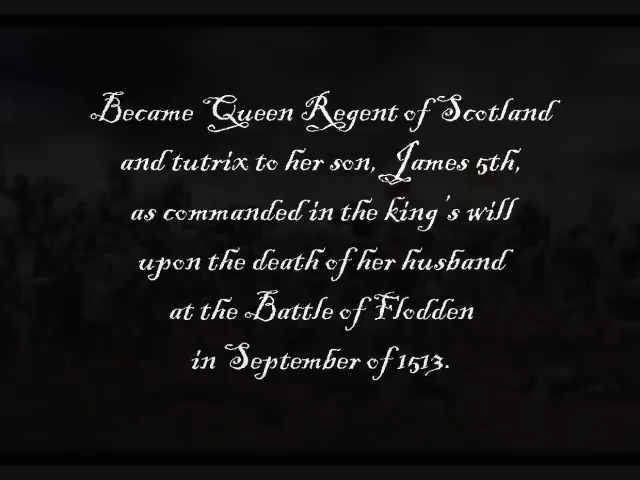 Became Queen Regent of Scotland
and tutrix to her son, James 5th,
as commanded in the king's will
upon the death of her husband
at the Battle of Flodden
in September of 1513.